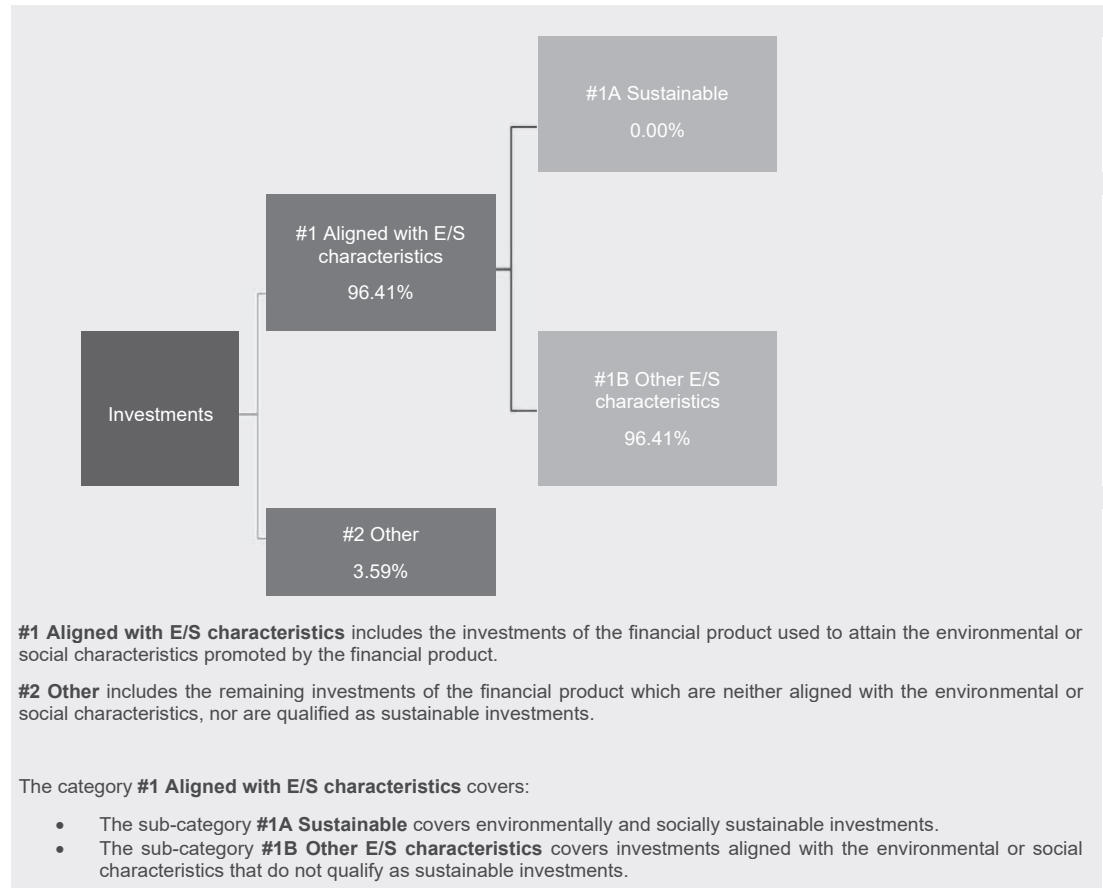 #1A Sustainable
0.00%
#1 Aligned with E/S
characteristics
96.41%
Investments
#1B Other E/S
characteristics
96.41%
#2 Other
3.59%
#1 Aligned with E/S characteristics includes the investments of the financial product used to attain the environmental or
social characteristics promoted by the financial product.
#2 Other includes the remaining investments of the financial product which are neither aligned with the environmental or
social characteristics, nor are qualified as sustainable investments.
The category #1 Aligned with E/S characteristics covers:
• The sub-category #1A Sustainable covers environmentally and socially sustainable investments.
• The sub-category #1B Other E/S characteristics covers investments aligned with the environmental or social
characteristics that do not qualify as sustainable investments.